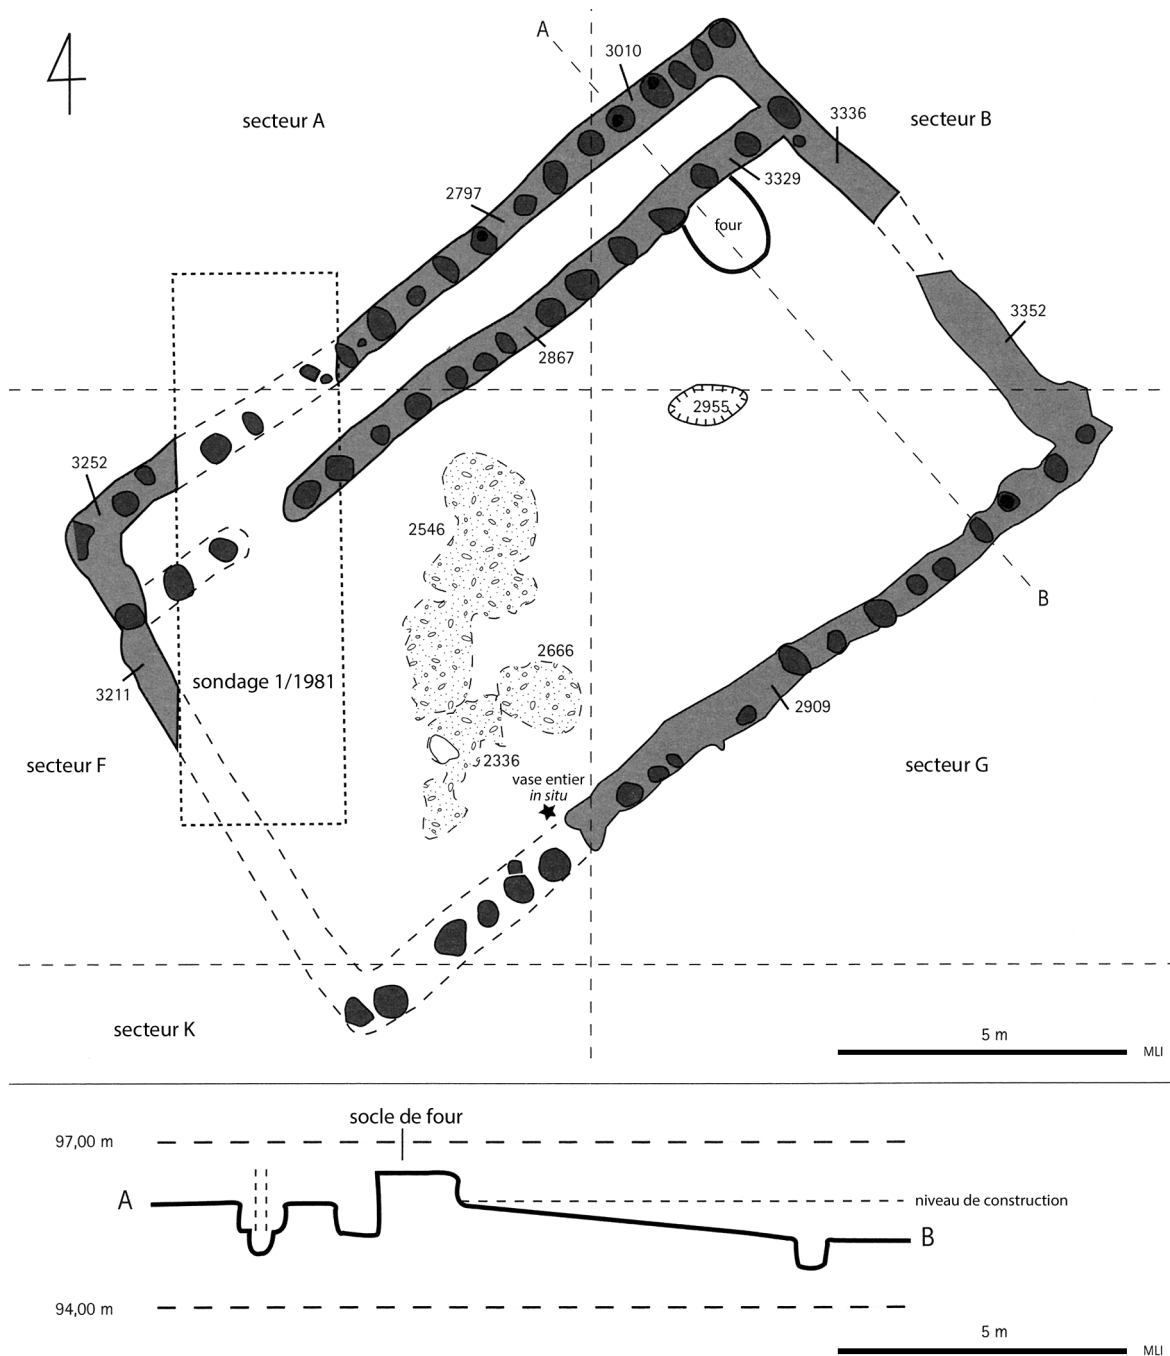 4
A
3010
secteur A
3336
secteur B
3329
2797
four
3352
2867
2955
3252
2546
B
2666
sondage 1/1981
3211
2909
secteur F
2336
secteur G
vase entier
in situ
secteur K
5 m
MLI
socle de four
97,00 m
A
niveau de construction
B
94,00 m
5 m
MLI